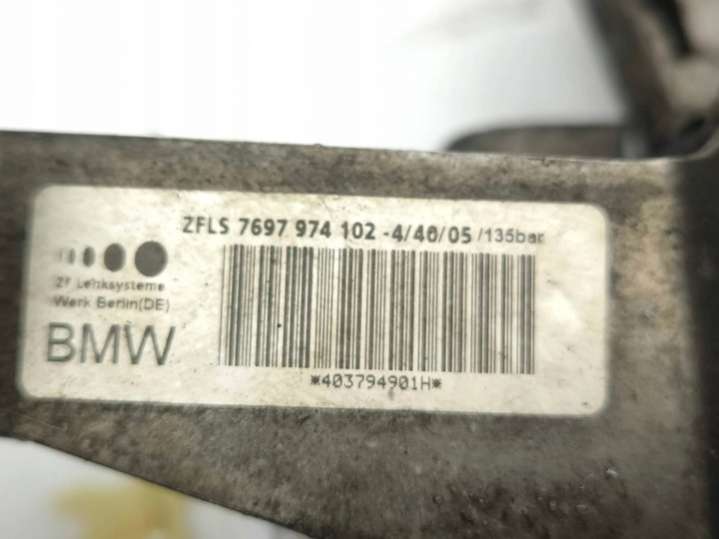 ZFLS 7697 974 102 -4/40/05 /135bar
ZF Lenksysteme
Werk Berlin(DE)
BMW
*403794901H*